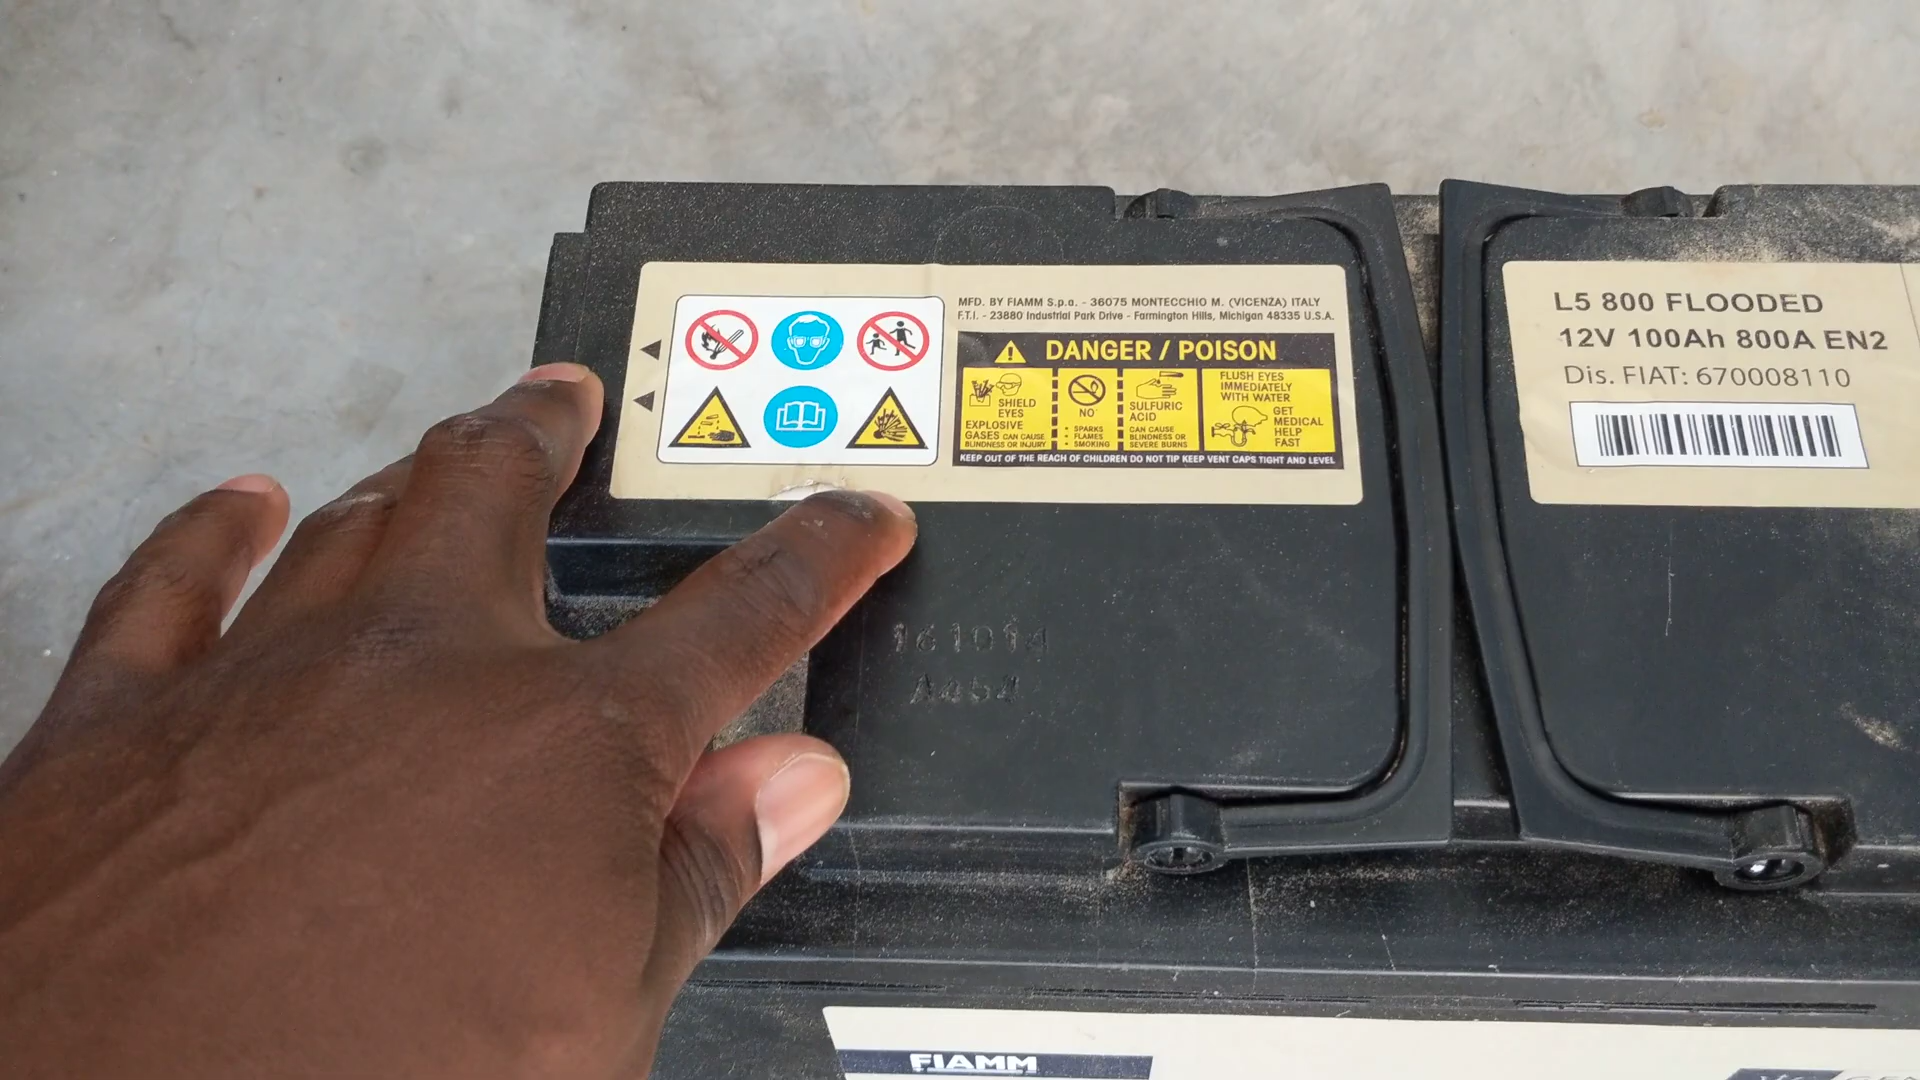 MFD. BY FIAMM S.p.a. - 36075 MONTECCHIO M. (VICENZA) ITALY
F.T.I. - 23880 Industrial Park Drive - Farmington Hills, Michigan 48335 U.S.A.
DANGER / POISON
SHIELD
EYES
EXPLOSIVE
GASES CAN CAUSE
BLINDNESS OR INJURY
NO
• SPARKS
• FLAMES
• SMOKING
SULFURIC
ACID
CAN CAUSE
BLINDNESS OR
SEVERE BURNS
FLUSH EYES
IMMEDIATELY
WITH WATER
GET
MEDICAL
HELP
FAST
KEEP OUT OF THE REACH OF CHILDREN DO NOT TIP KEEP VENT CAPS TIGHT AND LEVEL
L5 800 FLOODED
12V 100Ah 800A EN2
Dis. FIAT: 670008110
161014
FIAMM